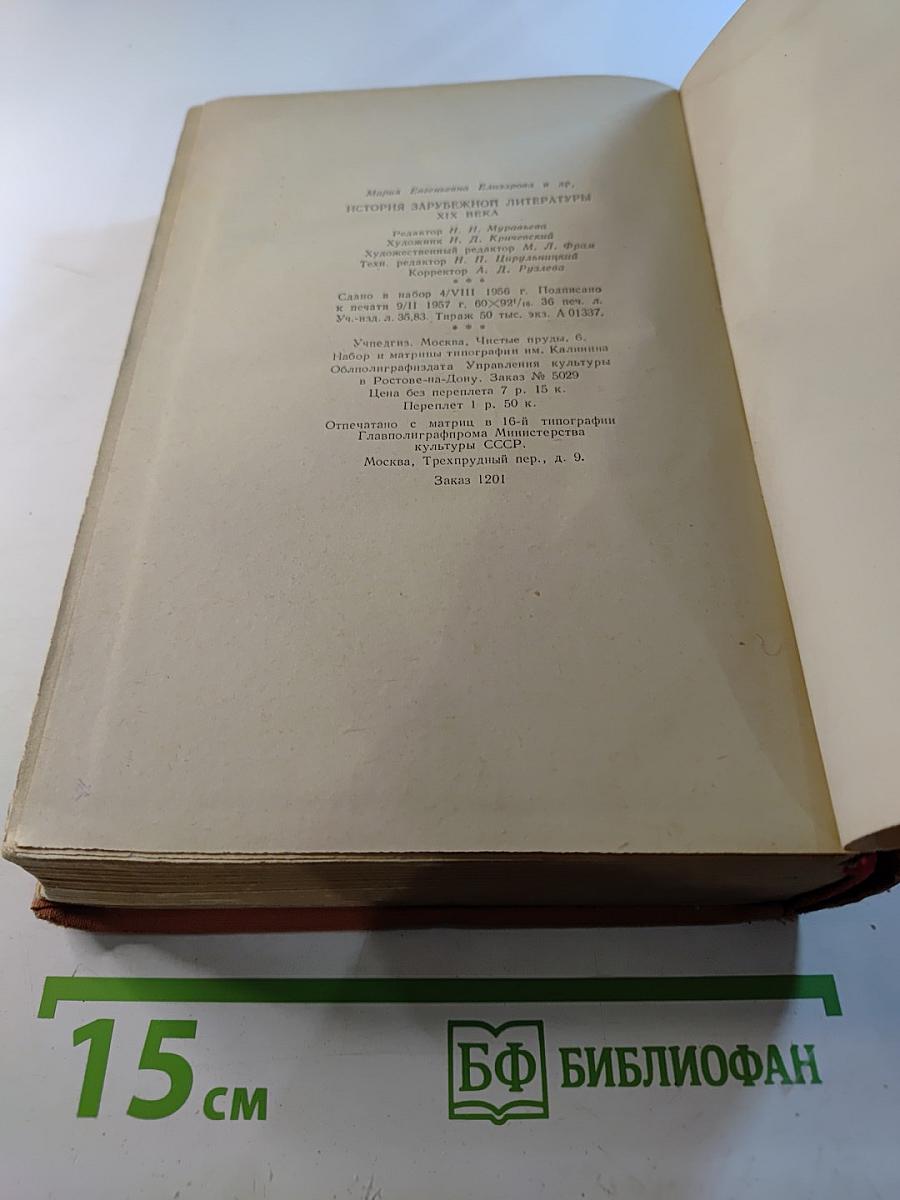 Мария Евгеньевна Елизарова и др.
ИСТОРИЯ ЗАРУБЕЖНОЙ ЛИТЕРАТУРЫ
XIX ВЕКА
Редактор Н. И. Муравьева
Художник И. Д. Кричевский
Художественный редактор М. Л. Фрам
Техн. редактор Н. П. Цирульницкий
Корректор А. Д. Рузлева
* * *
Сдано в набор 4/VIII 1956 г. Подписано
к печати 9/II 1957 г. 60×92 1/16. 36 печ. л.
Уч.-изд. л. 35,83. Тираж 50 тыс. экз. А 01337.
* * *
Учпедгиз. Москва, Чистые пруды, 6.
Набор и матрицы типографии им. Калинина
Облполиграфиздата Управления культуры
в Ростове-на-Дону. Заказ № 5029
Цена без переплета 7 р. 15 к.
Переплет 1 р. 50 к.
Отпечатано с матриц в 16-й типографии
Главполиграфпрома Министерства
культуры СССР.
Москва, Трехпрудный пер., д. 9.
Заказ 1201
15 см
БФ БИБЛИОФАН